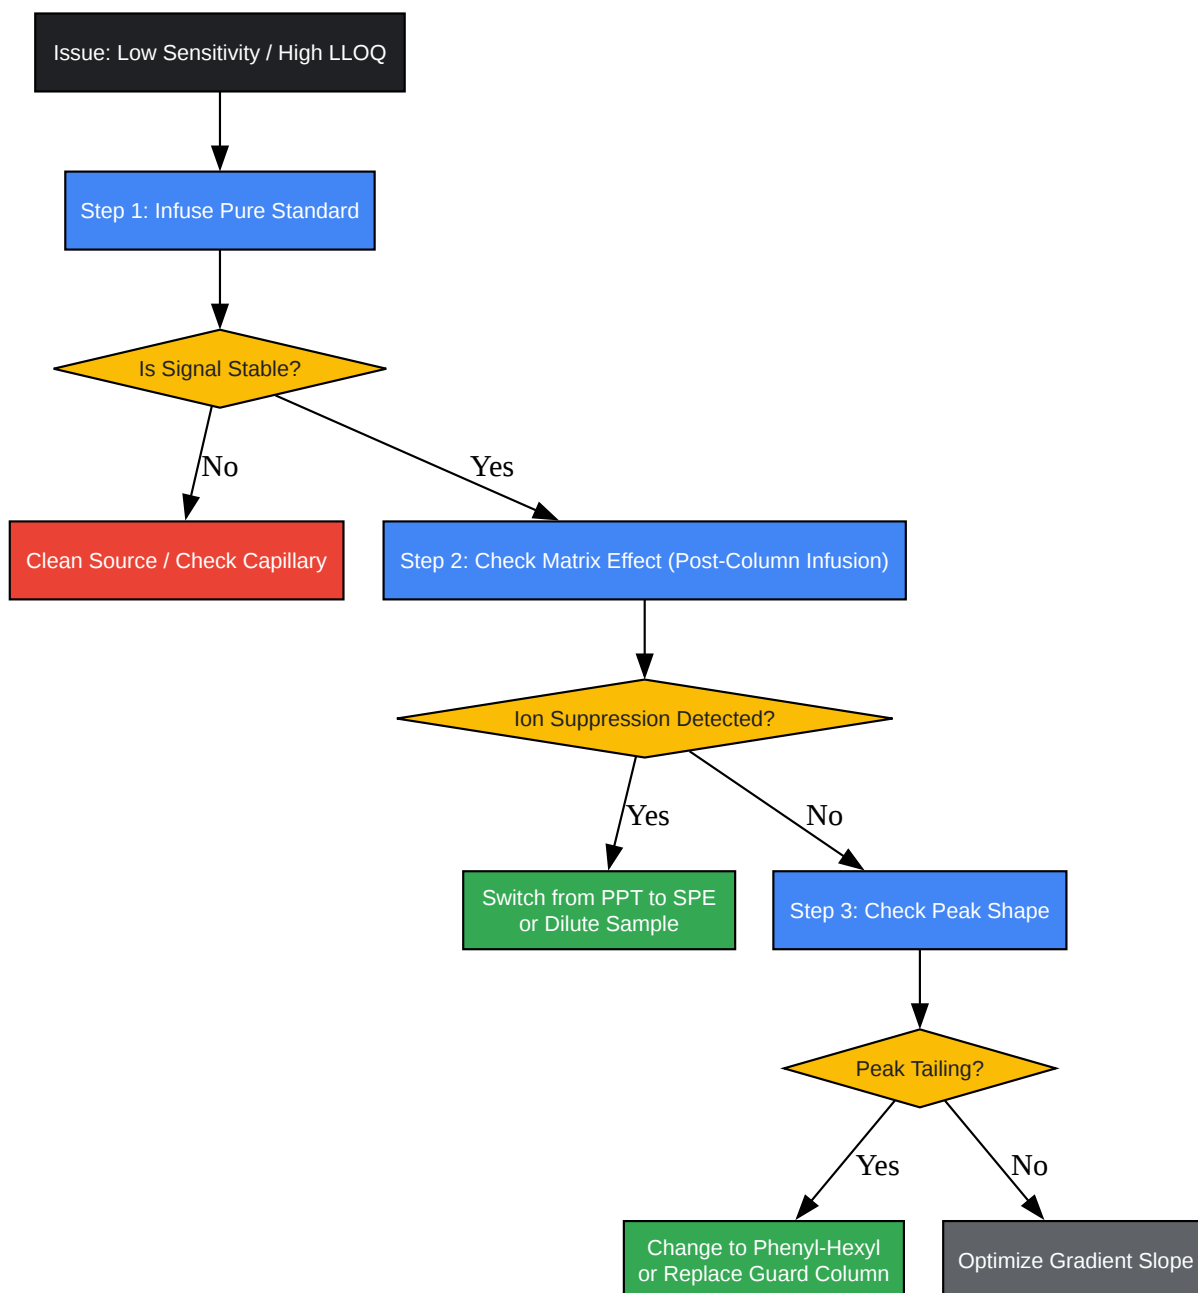 Issue: Low Sensitivity / High LLOQ
Step 1: Infuse Pure Standard
Is Signal Stable?
No
Yes
Clean Source / Check Capillary
Step 2: Check Matrix Effect (Post-Column Infusion)
Ion Suppression Detected?
Yes
No
Switch from PPT to SPE
or Dilute Sample
Step 3: Check Peak Shape
Peak Tailing?
Yes
No
Change to Phenyl-Hexyl
or Replace Guard Column
Optimize Gradient Slope